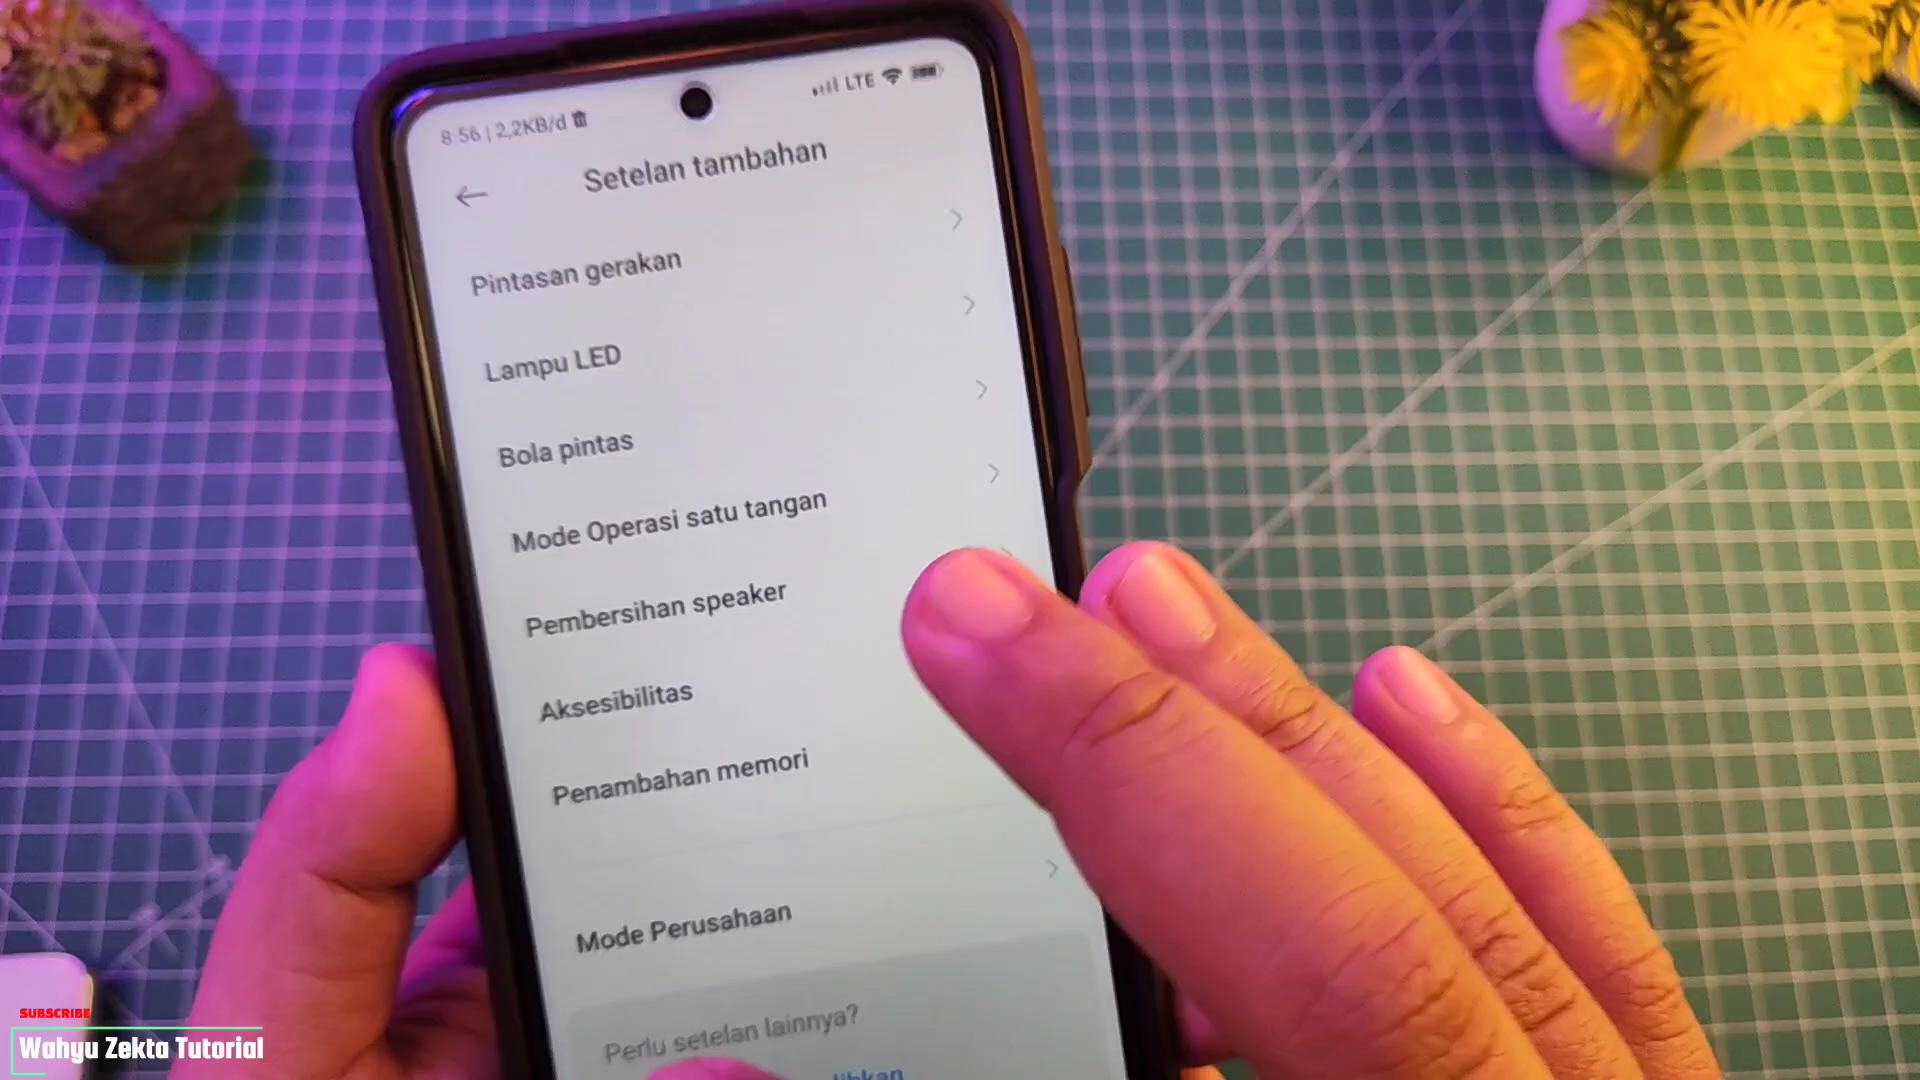 8:56 | 2,2KB/d
LTE
Setelan tambahan
Pintasan gerakan
Lampu LED
Bola pintas
Mode Operasi satu tangan
Pembersihan speaker
Aksesibilitas
Penambahan memori
Mode Perusahaan
Perlu setelan lainnya?
SUBSCRIBE
Wahyu Zekta Tutorial